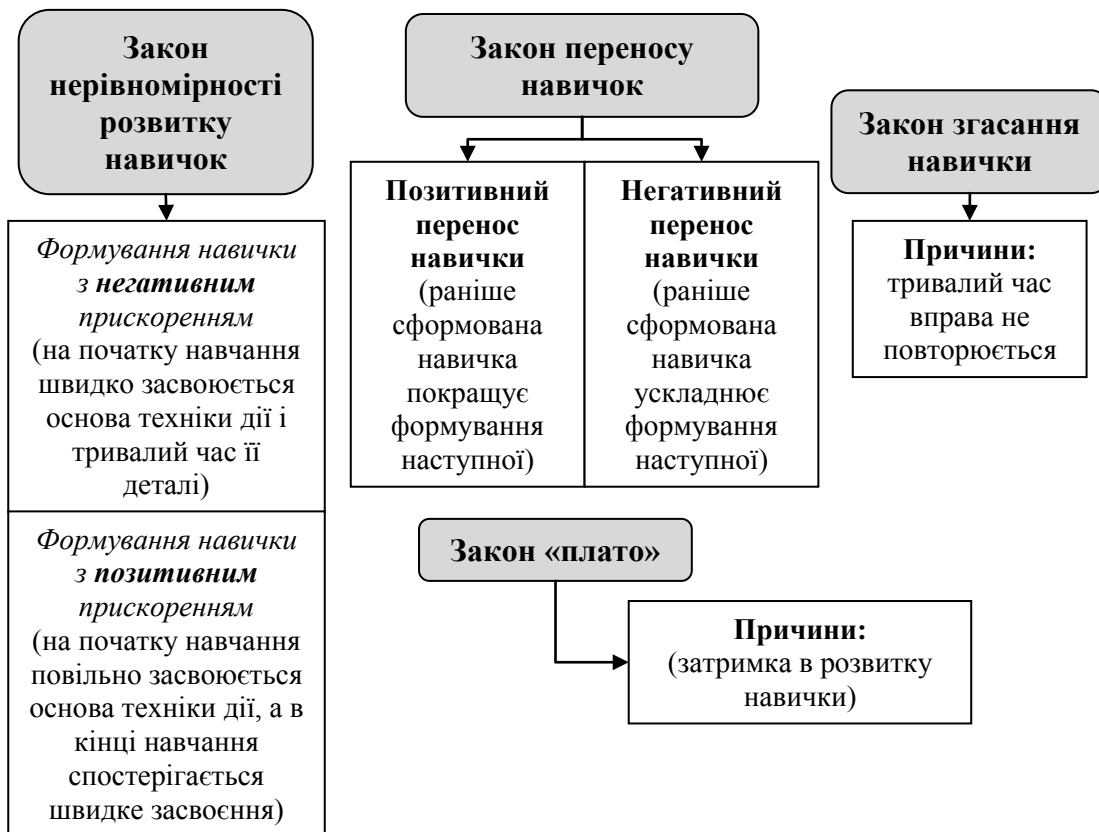 Закон
нерівномірності
розвитку
навичок
Формування навички
з негативним
прискоренням
(на початку навчання
швидко засвоюється
основа техніки дії і
тривалий час її
деталі)
Формування навички
з позитивним
прискоренням
(на початку навчання
повільно засвоюється
основа техніки дії, а в
кінці навчання
спостерігається
швидке засвоєння)
Закон переносу
навичок
Позитивний
перенос
навички
(раніше
сформована
навичка
покращує
формування
наступної)
Негативний
перенос
навички
(раніше
сформована
навичка
ускладнює
формування
наступної)
Закон згасання
навички
Причини:
тривалий час
вправа не
повторюється
Закон «плато»
Причини:
(затримка в розвитку
навички)